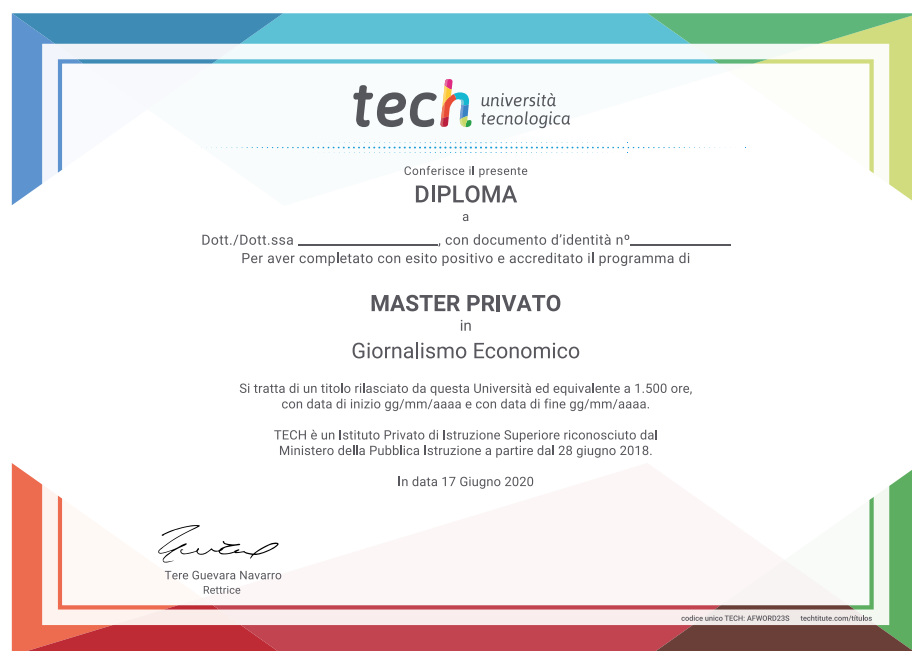 tech università
tecnologica
Conferisce il presente
DIPLOMA
a
Dott./Dott.ssa ____________________, con documento d'identità nº______________
Per aver completato con esito positivo e accreditato il programma di
MASTER PRIVATO
in
Giornalismo Economico
Si tratta di un titolo rilasciato da questa Università ed equivalente a 1.500 ore,
con data di inizio gg/mm/aaaa e con data di fine gg/mm/aaaa.
TECH è un Istituto Privato di Istruzione Superiore riconosciuto dal
Ministero della Pubblica Istruzione a partire dal 28 giugno 2018.
In data 17 Giugno 2020
Tere Guevara Navarro
Rettrice
codice unico TECH: AFWORD23S techtitute.com/titulos